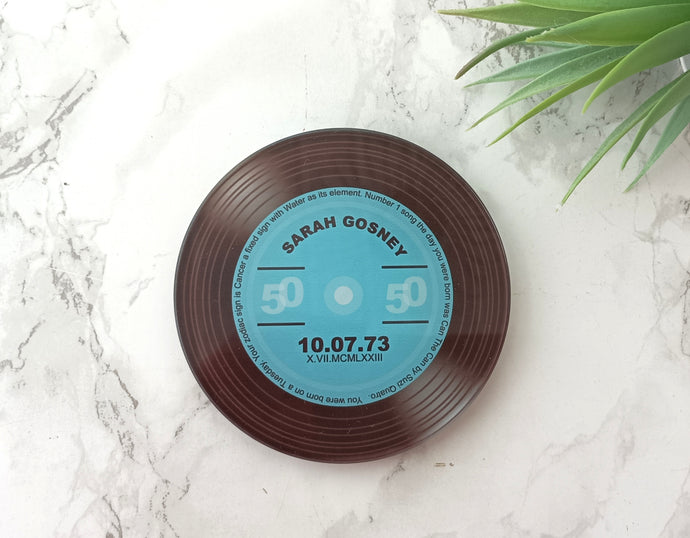 SARAH GOSNEY
50 50
10.07.73
X.VII.MCMLXXIII
You were born on a Tuesday. Your zodiac sign is Cancer a fixed sign with Water as its element. Number 1 song the day you were born was Can The Can by Suzi Quatro.